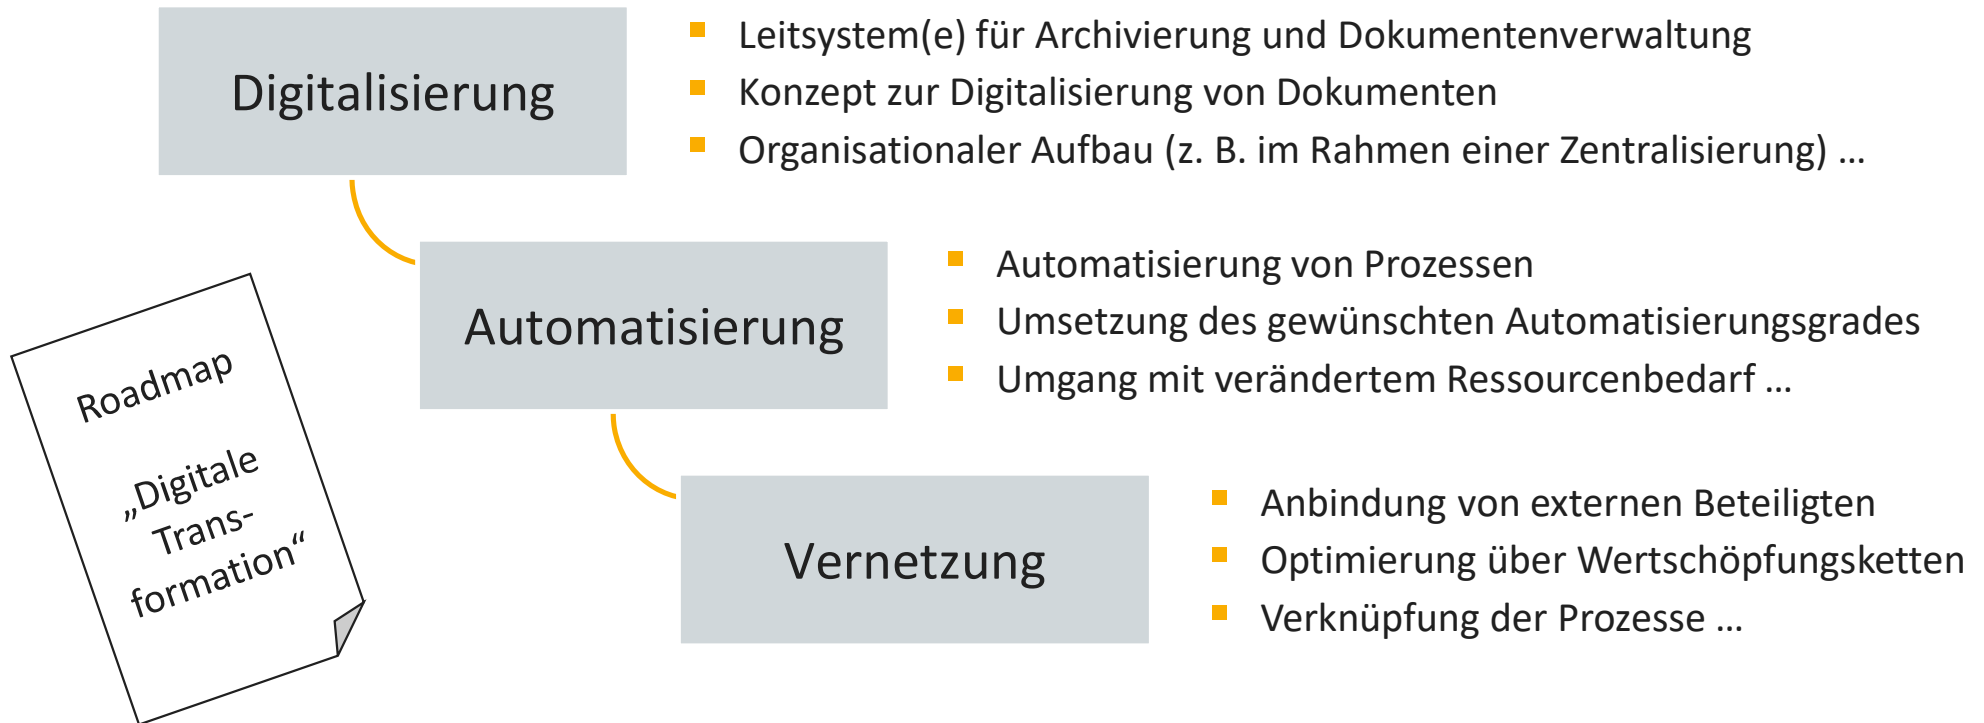 Digitalisierung
▪ Leitsystem(e) für Archivierung und Dokumentenverwaltung
▪ Konzept zur Digitalisierung von Dokumenten
▪ Organisationaler Aufbau (z. B. im Rahmen einer Zentralisierung) …
Automatisierung
▪ Automatisierung von Prozessen
▪ Umsetzung des gewünschten Automatisierungsgrades
▪ Umgang mit verändertem Ressourcenbedarf …
Roadmap
„Digitale
Trans-
formation“
Vernetzung
▪ Anbindung von externen Beteiligten
▪ Optimierung über Wertschöpfungsketten
▪ Verknüpfung der Prozesse …